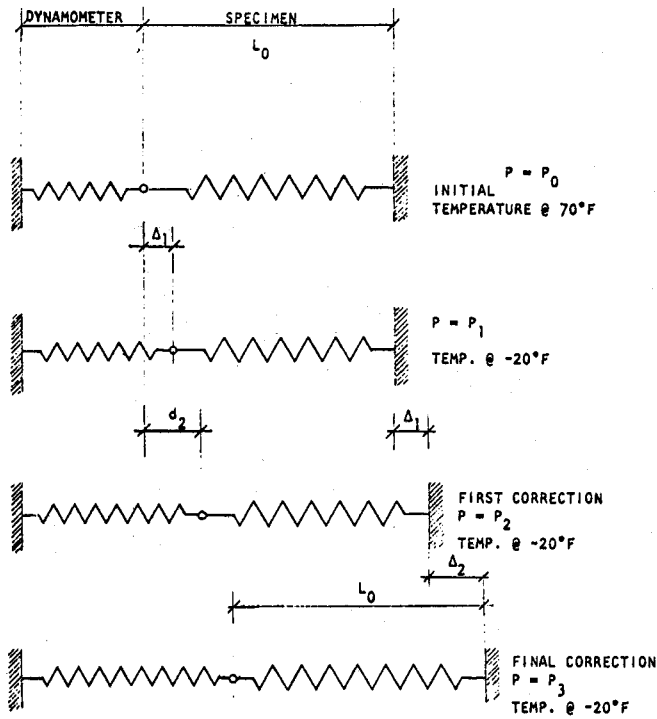 DYNAMOMETER
SPECIMEN
L0
P = P0
INITIAL
TEMPERATURE @ 70°F
Δ1
P = P1
TEMP. @ -20°F
d2
Δ1
FIRST CORRECTION
P = P2
TEMP. @ -20°F
Δ2
L0
FINAL CORRECTION
P = P3
TEMP. @ -20°F